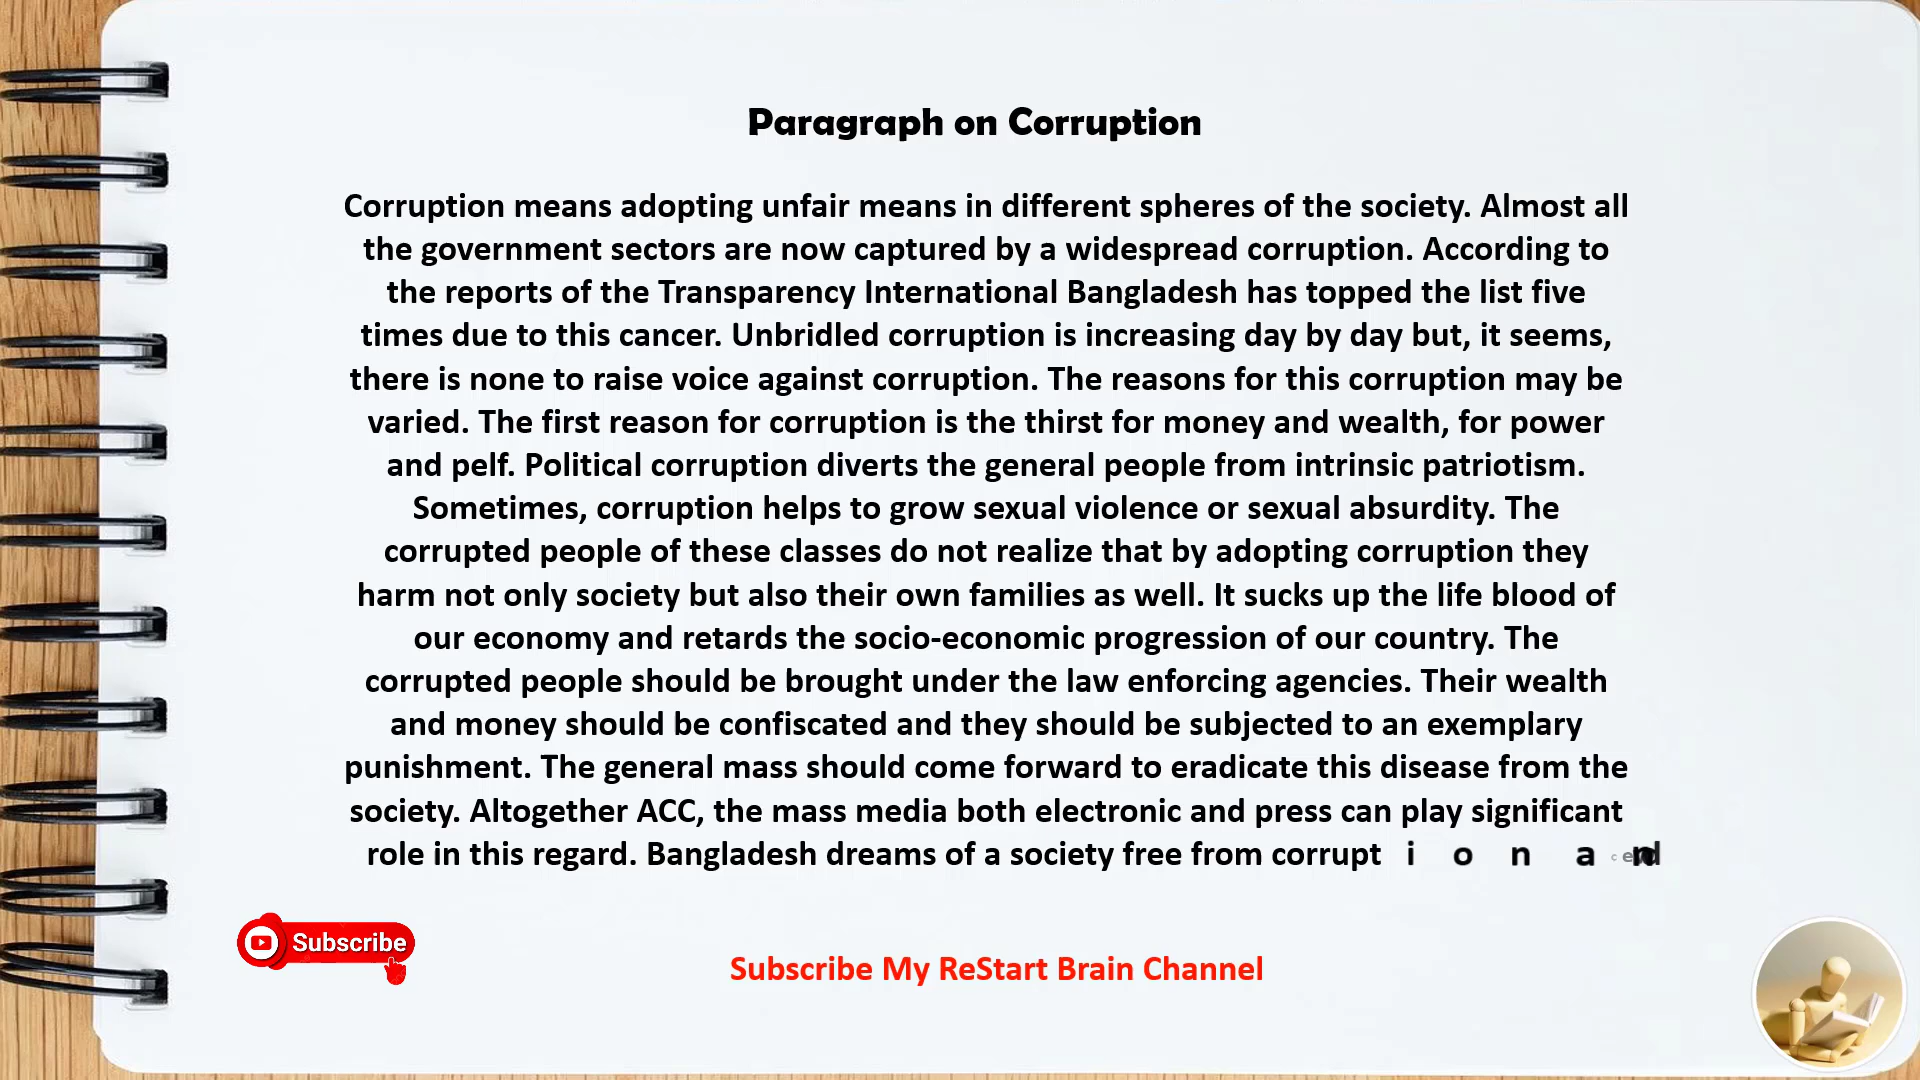 Paragraph on Corruption
Corruption means adopting unfair means in different spheres of the society. Almost all
the government sectors are now captured by a widespread corruption. According to
the reports of the Transparency International Bangladesh has topped the list five
times due to this cancer. Unbridled corruption is increasing day by day but, it seems,
there is none to raise voice against corruption. The reasons for this corruption may be
varied. The first reason for corruption is the thirst for money and wealth, for power
and pelf. Political corruption diverts the general people from intrinsic patriotism.
Sometimes, corruption helps to grow sexual violence or sexual absurdity. The
corrupted people of these classes do not realize that by adopting corruption they
harm not only society but also their own families as well. It sucks up the life blood of
our economy and retards the socio-economic progression of our country. The
corrupted people should be brought under the law enforcing agencies. Their wealth
and money should be confiscated and they should be subjected to an exemplary
punishment. The general mass should come forward to eradicate this disease from the
society. Altogether ACC, the mass media both electronic and press can play significant
role in this regard. Bangladesh dreams of a society free from corruption
Subscribe
Subscribe My ReStart Brain Channel